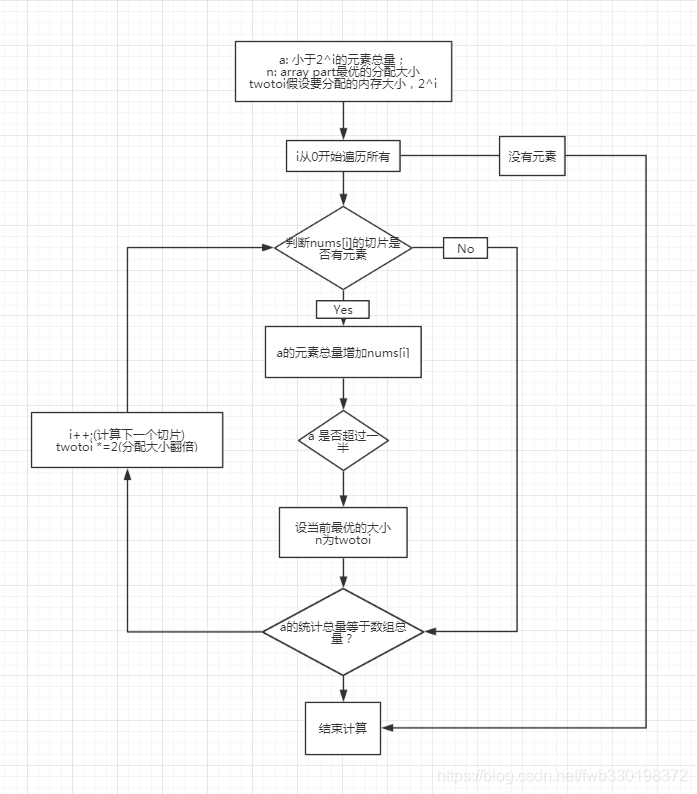 a: 小于2^i的元素总量；
n: array part最优的分配大小
twotoi假设要分配的内存大小，2^i
i从0开始遍历所有
没有元素
判断nums[i]的切片是
否有元素
No
Yes
a的元素总量增加nums[i]
i++;(计算下一个切片)
twotoi *=2(分配大小翻倍)
a 是否超过一
半
设当前最优的大小
n为twotoi
a的统计总量等于数组总
量？
结束计算
https://blog.csdn.net/fwb330198372